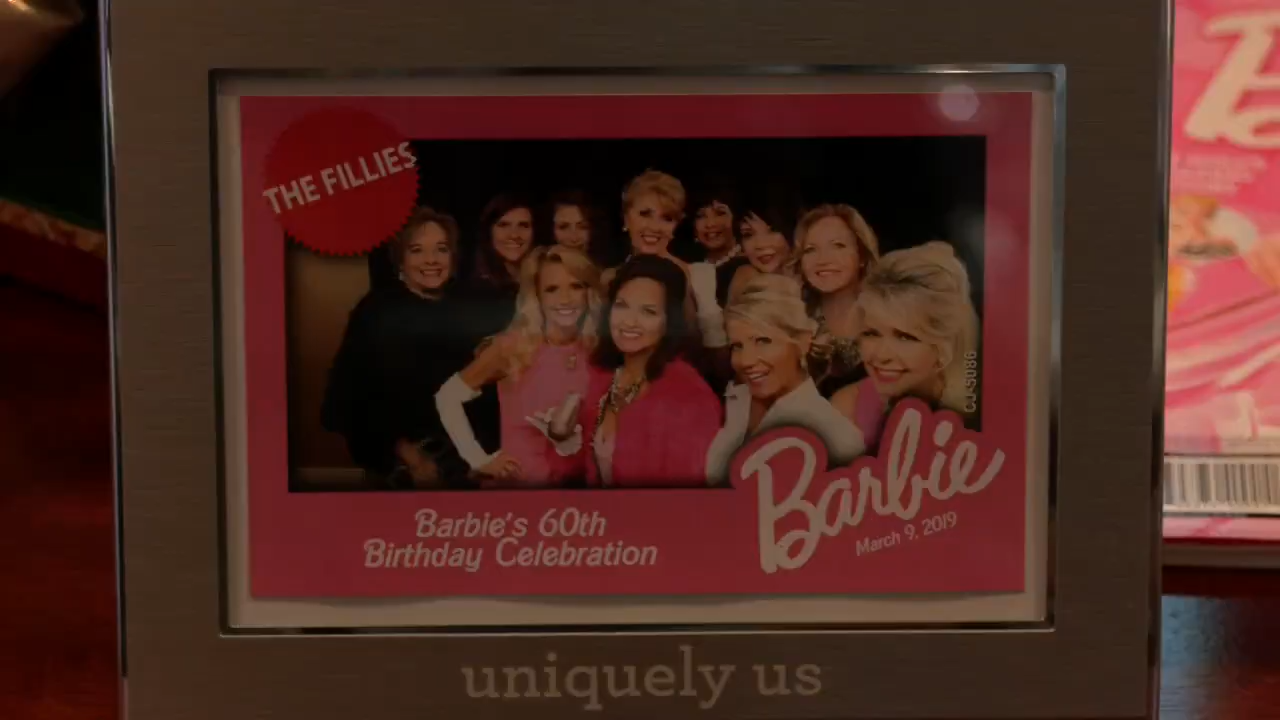 THE FILLIES
CJ-5086
Barbie
March 9, 2019
Barbie's 60th
Birthday Celebration
uniquely us